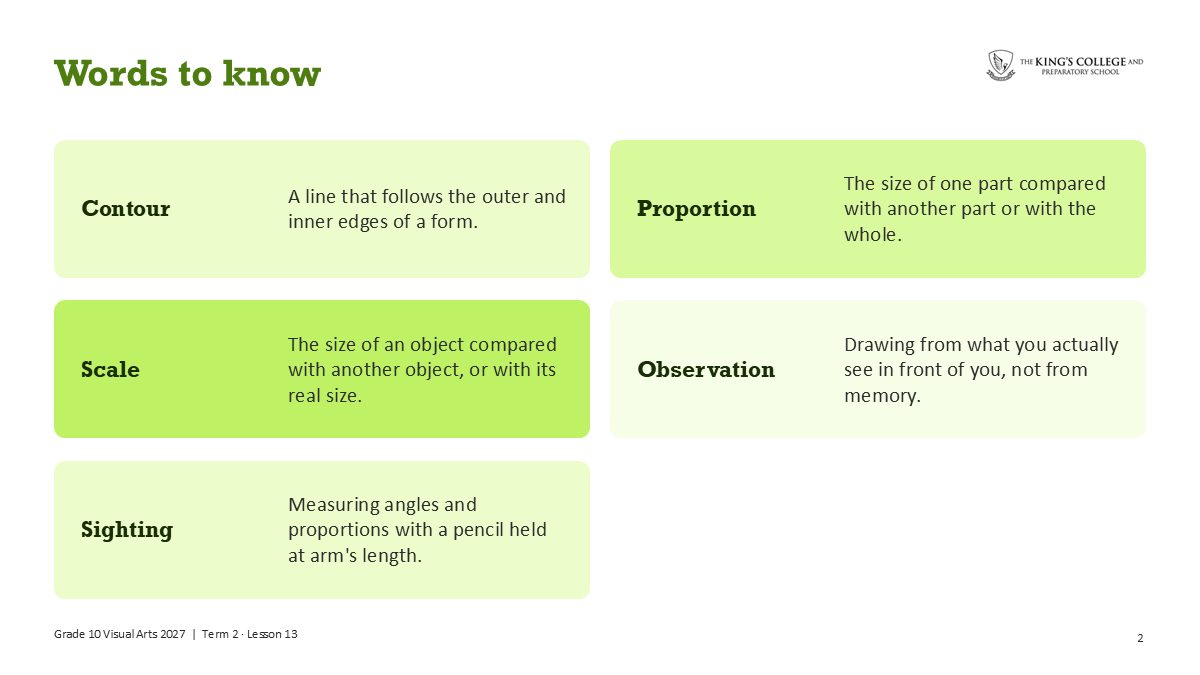 Words to know
THE KING'S COLLEGE AND
PREPARATORY SCHOOL
Contour
A line that follows the outer and
inner edges of a form.
Proportion
The size of one part compared
with another part or with the
whole.
Scale
The size of an object compared
with another object, or with its
real size.
Observation
Drawing from what you actually
see in front of you, not from
memory.
Sighting
Measuring angles and
proportions with a pencil held
at arm's length.
Grade 10 Visual Arts 2027 | Term 2 · Lesson 13
2